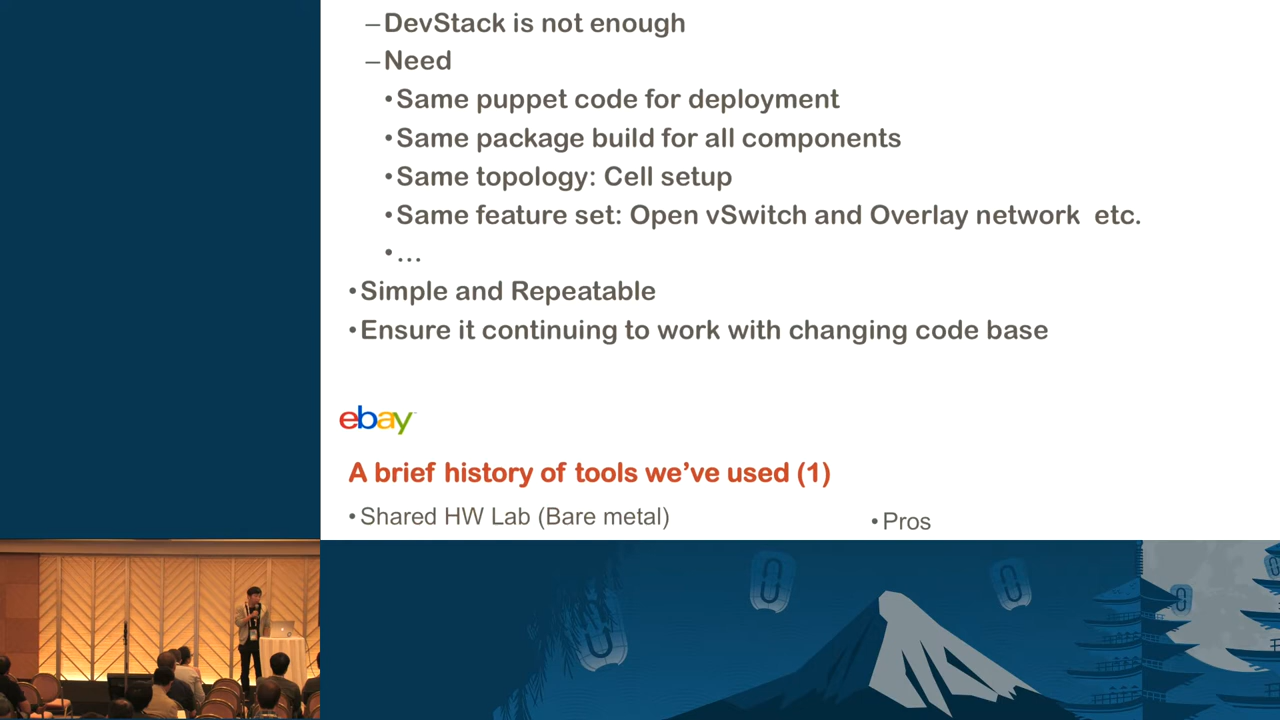 –DevStack is not enough
–Need
•Same puppet code for deployment
•Same package build for all components
•Same topology: Cell setup
•Same feature set: Open vSwitch and Overlay network etc.
•...
•Simple and Repeatable
•Ensure it continuing to work with changing code base
ebay
A brief history of tools we’ve used (1)
•Shared HW Lab (Bare metal)
•Pros